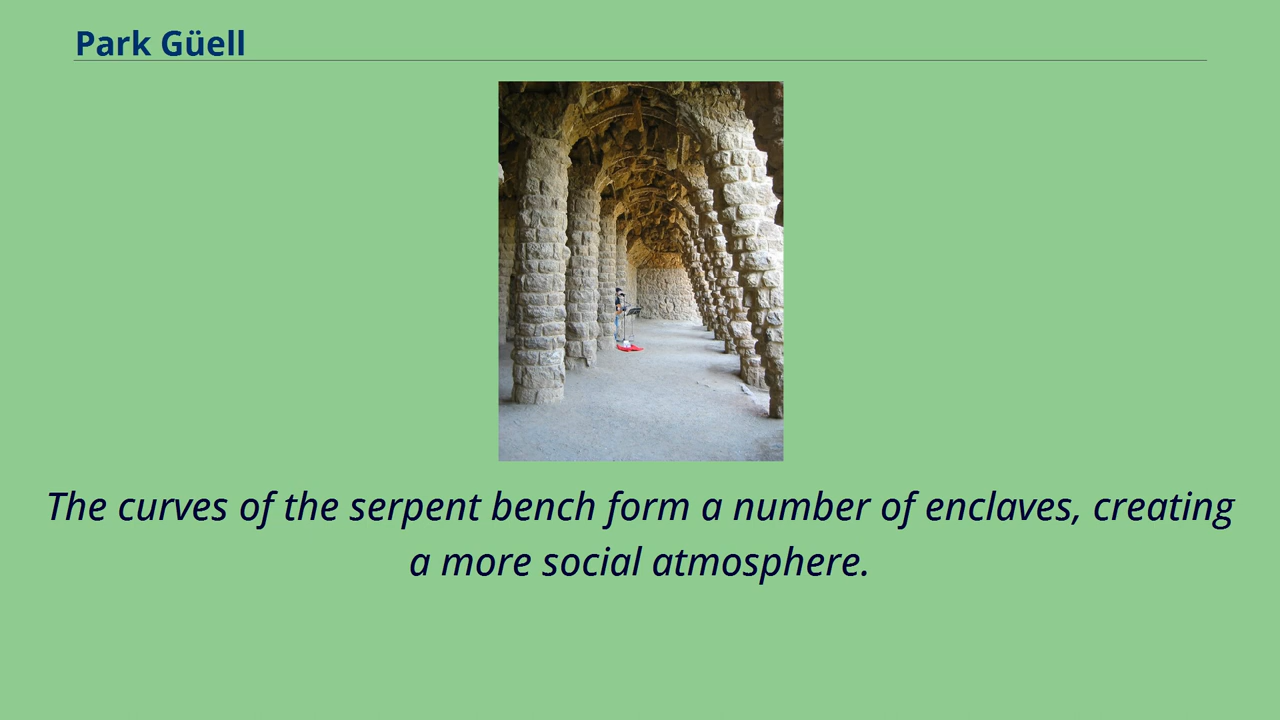 Park Güell
The curves of the serpent bench form a number of enclaves, creating
a more social atmosphere.